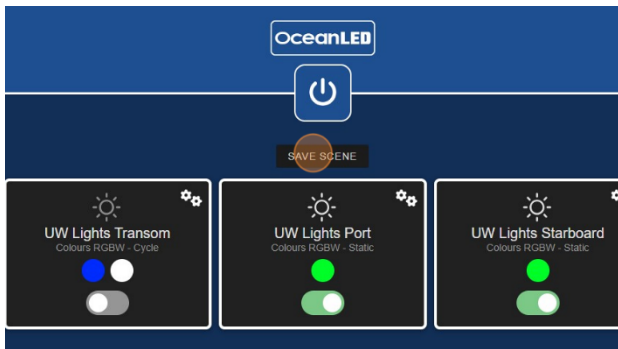 OceanLED
SAVE SCENE
UW Lights Transom
Colours RGBW - Cycle
UW Lights Port
Colours RGBW - Static
UW Lights Starboard
Colours RGBW - Static